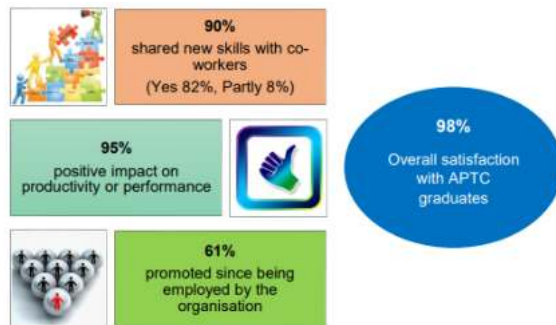 90%
shared new skills with co-
workers
(Yes 82%, Partly 8%)
95%
positive impact on
productivity or performance
61%
promoted since being
employed by the
organisation
98%
Overall satisfaction
with APTC
graduates